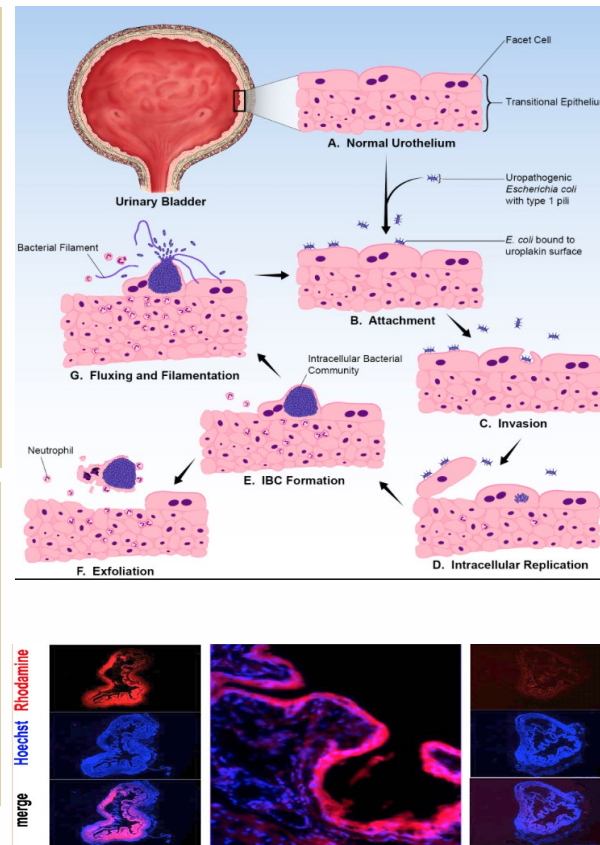 Facet Cell
Transitional Epitheliu
A. Normal Urothelium
Urinary Bladder
Uropathogenic
Escherichia coli
with type 1 pili
Bacterial Filament
E. coli bound to
uroplakin surface
B. Attachment
G. Fluxing and Filamentation
Intracellular Bacterial
Community
C. Invasion
Neutrophil
E. IBC Formation
F. Exfoliation
D. Intracellular Replication
Rhodamine
Hoechst
merge